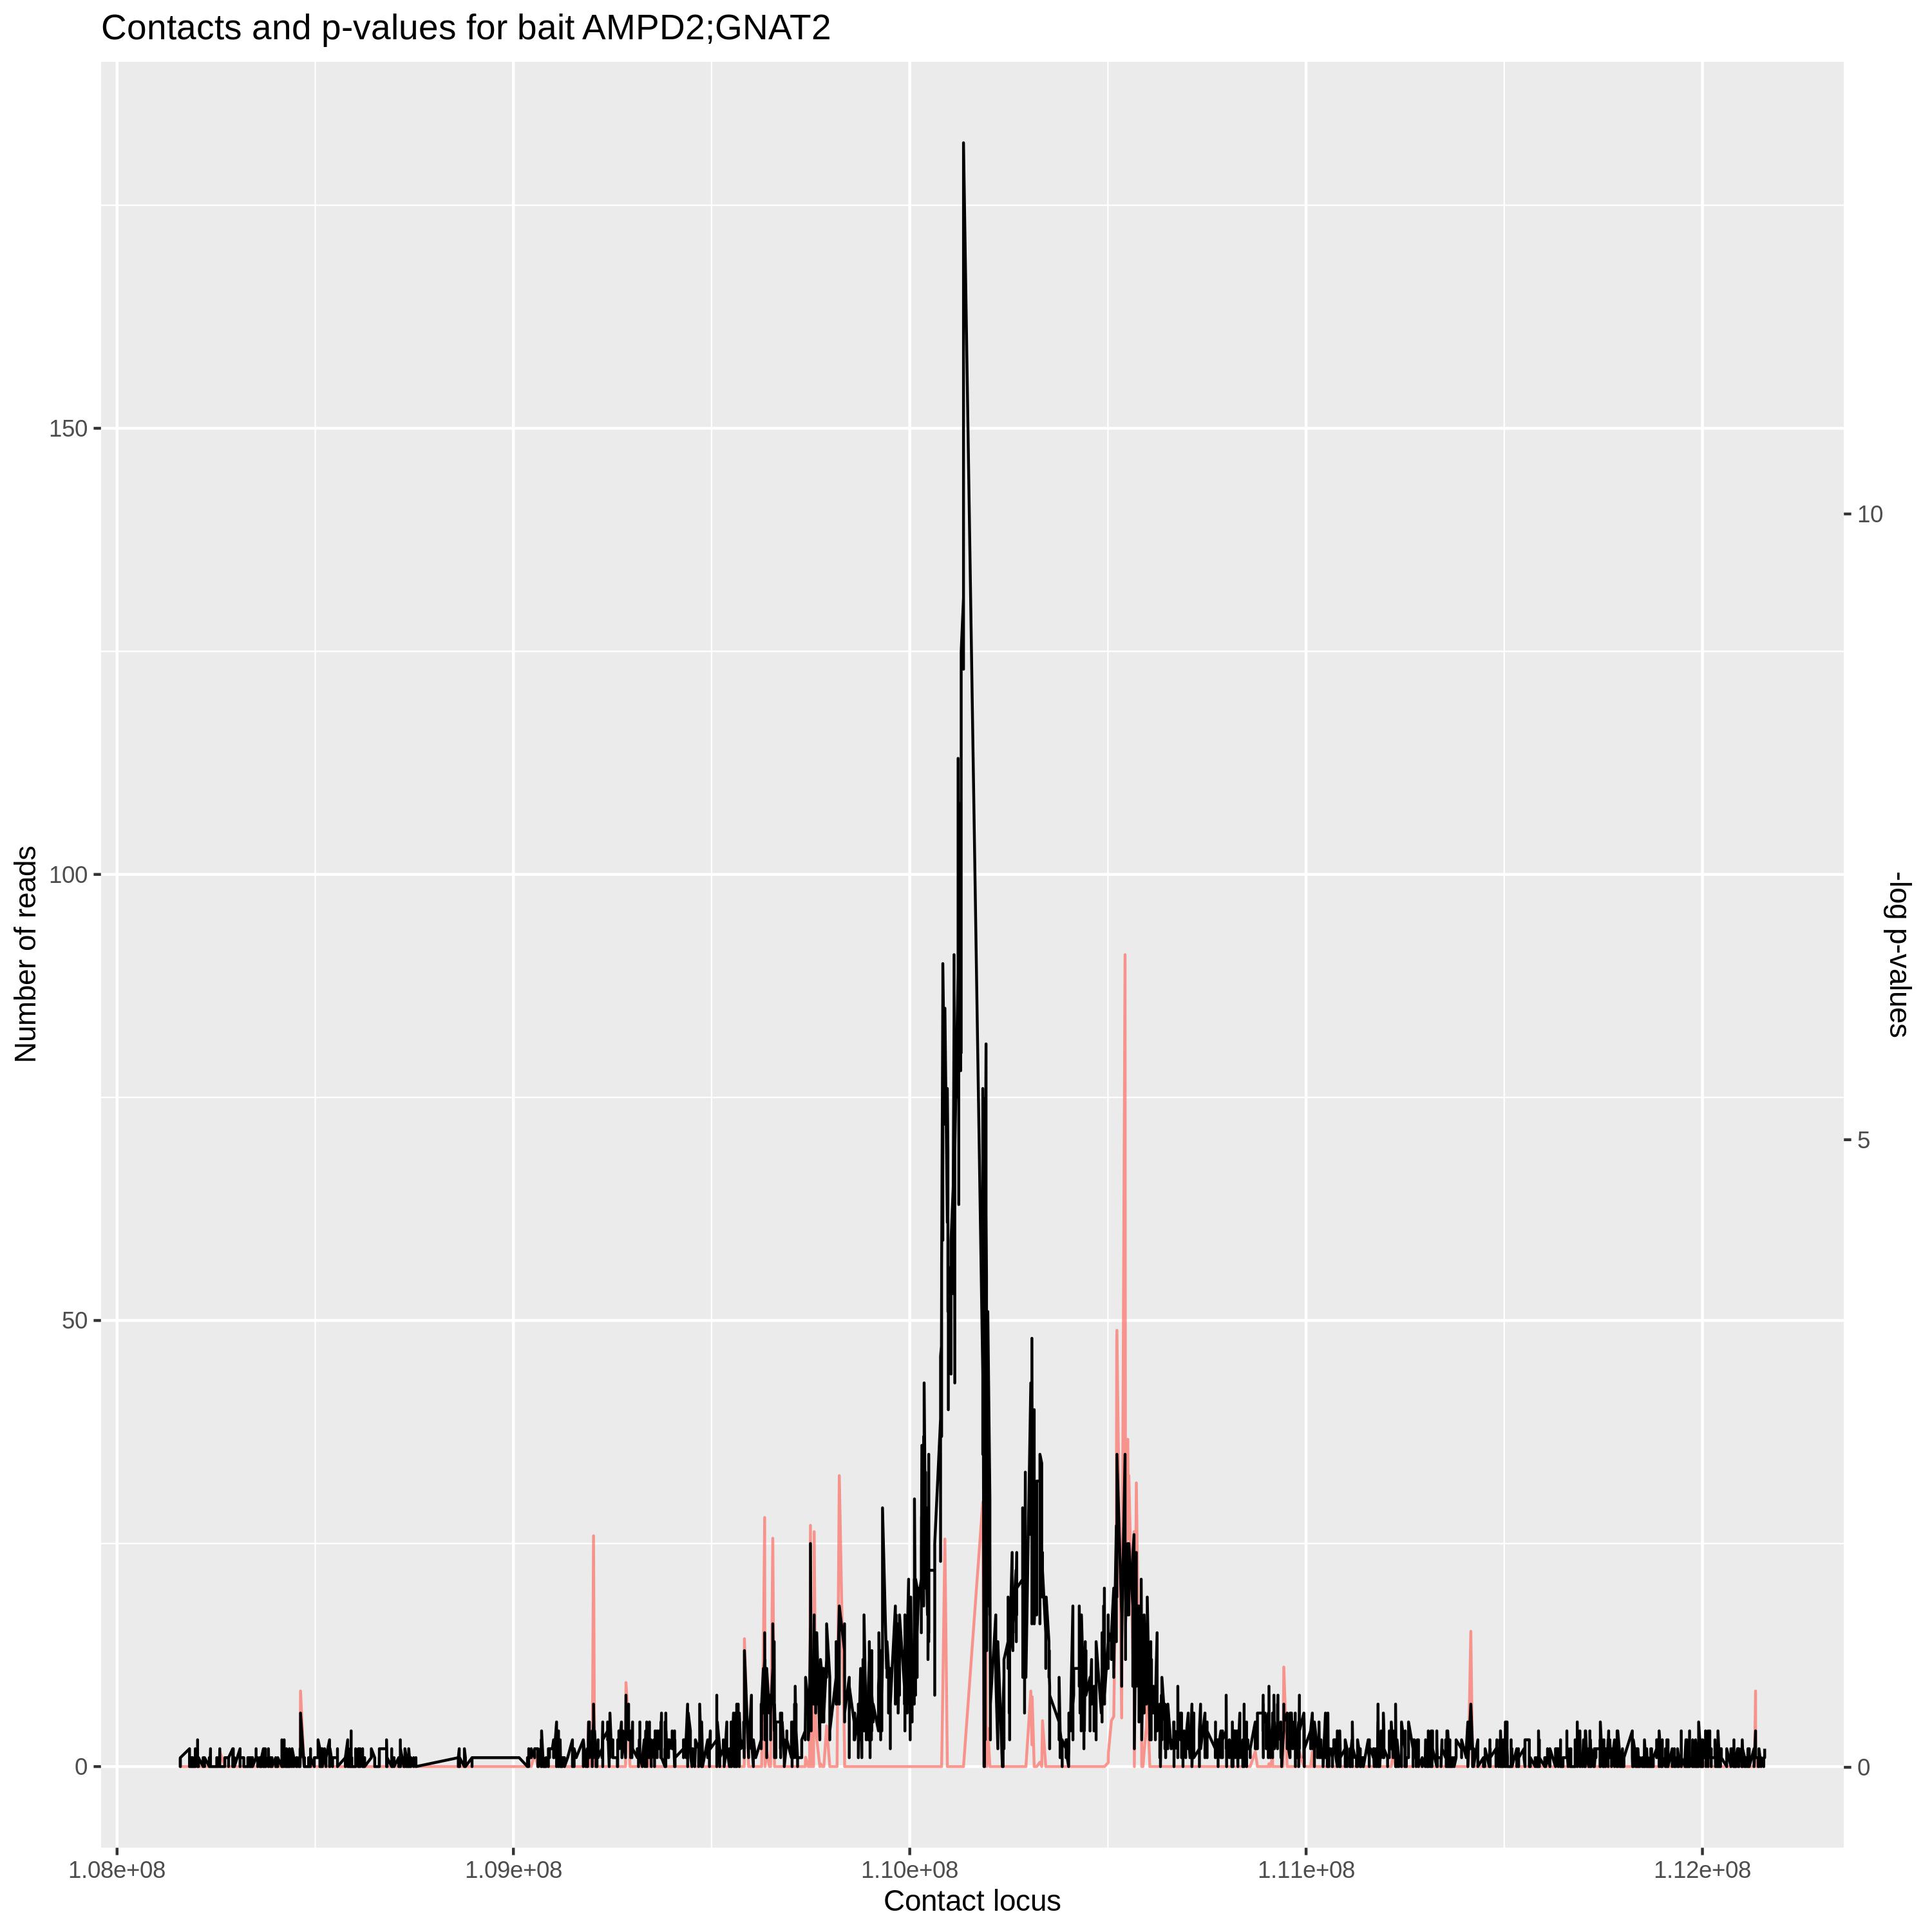 Contacts and p-values for bait AMPD2;GNAT2
150
100
50
0
Number of reads
10
5
0
-log p-values
1.08e+08
1.09e+08
1.10e+08
1.11e+08
1.12e+08
Contact locus